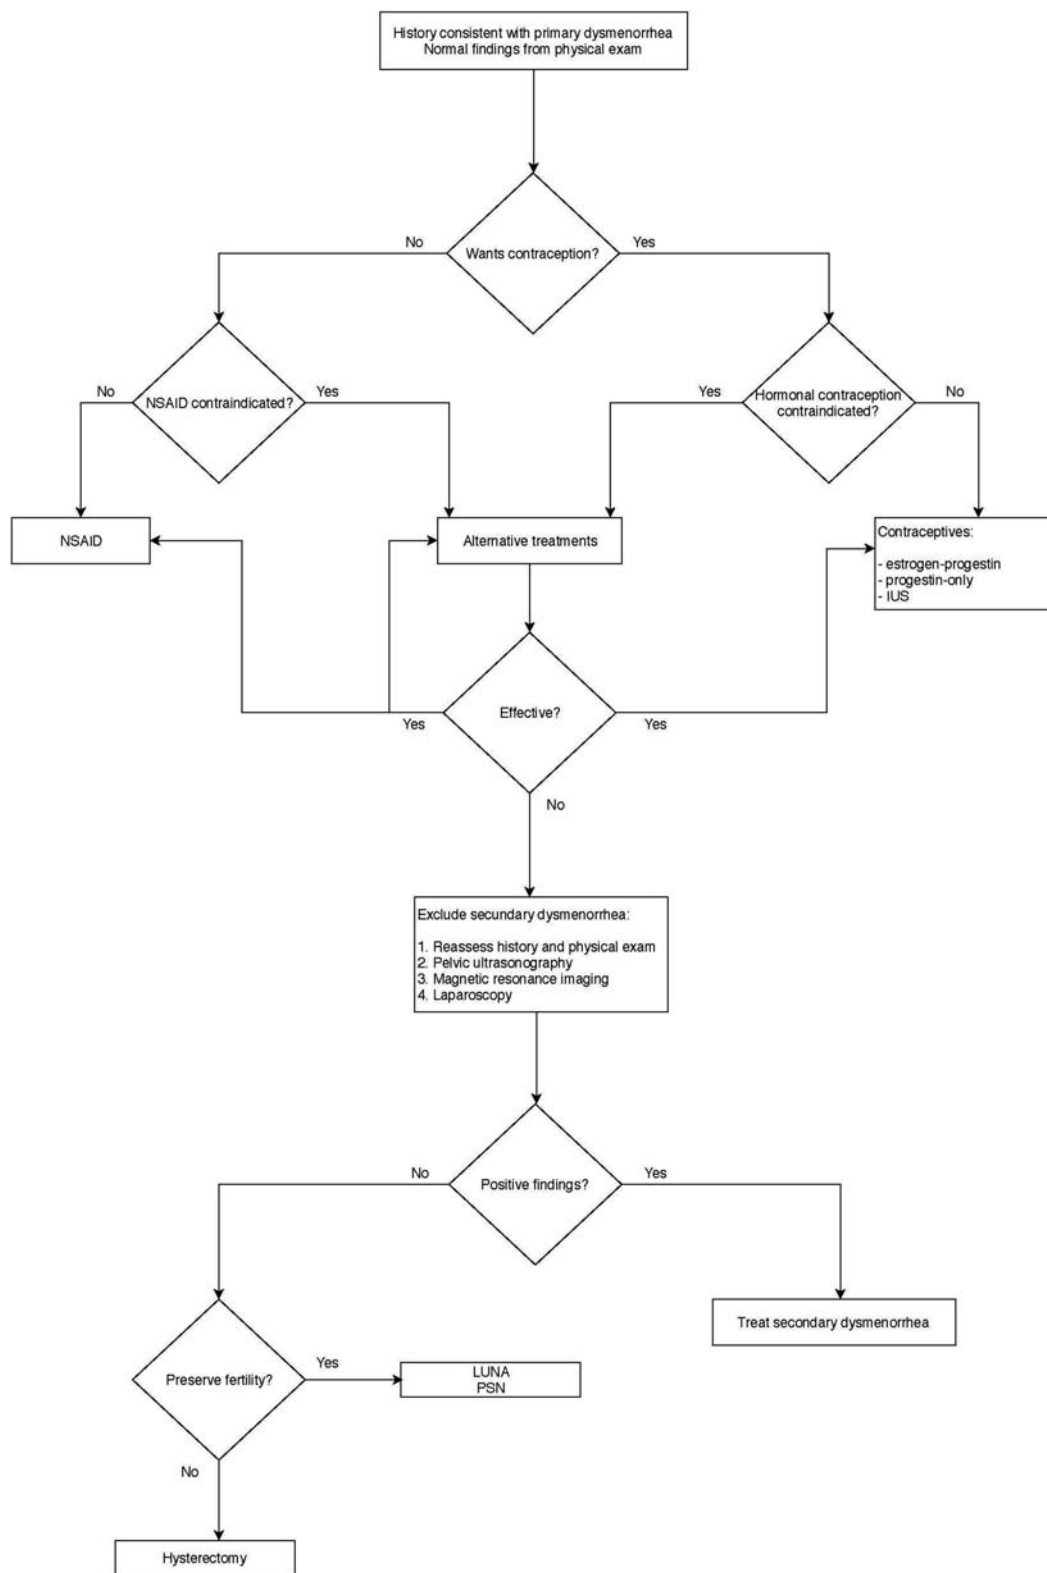 History consistent with primary dysmenorrhea
Normal findings from physical exam
No
Wants contraception?
Yes
No
NSAID contraindicated?
Yes
Yes
Hormonal contraception
contraindicated?
No
NSAID
Alternative treatments
Contraceptives:
- estrogen-progestin
- progestin-only
- IUS
Yes
Effective?
Yes
No
Exclude secundary dysmenorrhea:
1. Reassess history and physical exam
2. Pelvic ultrasonography
3. Magnetic resonance imaging
4. Laparoscopy
No
Positive findings?
Yes
Treat secondary dysmenorrhea
Preserve fertility?
Yes
LUNA
PSN
No
Hysterectomy